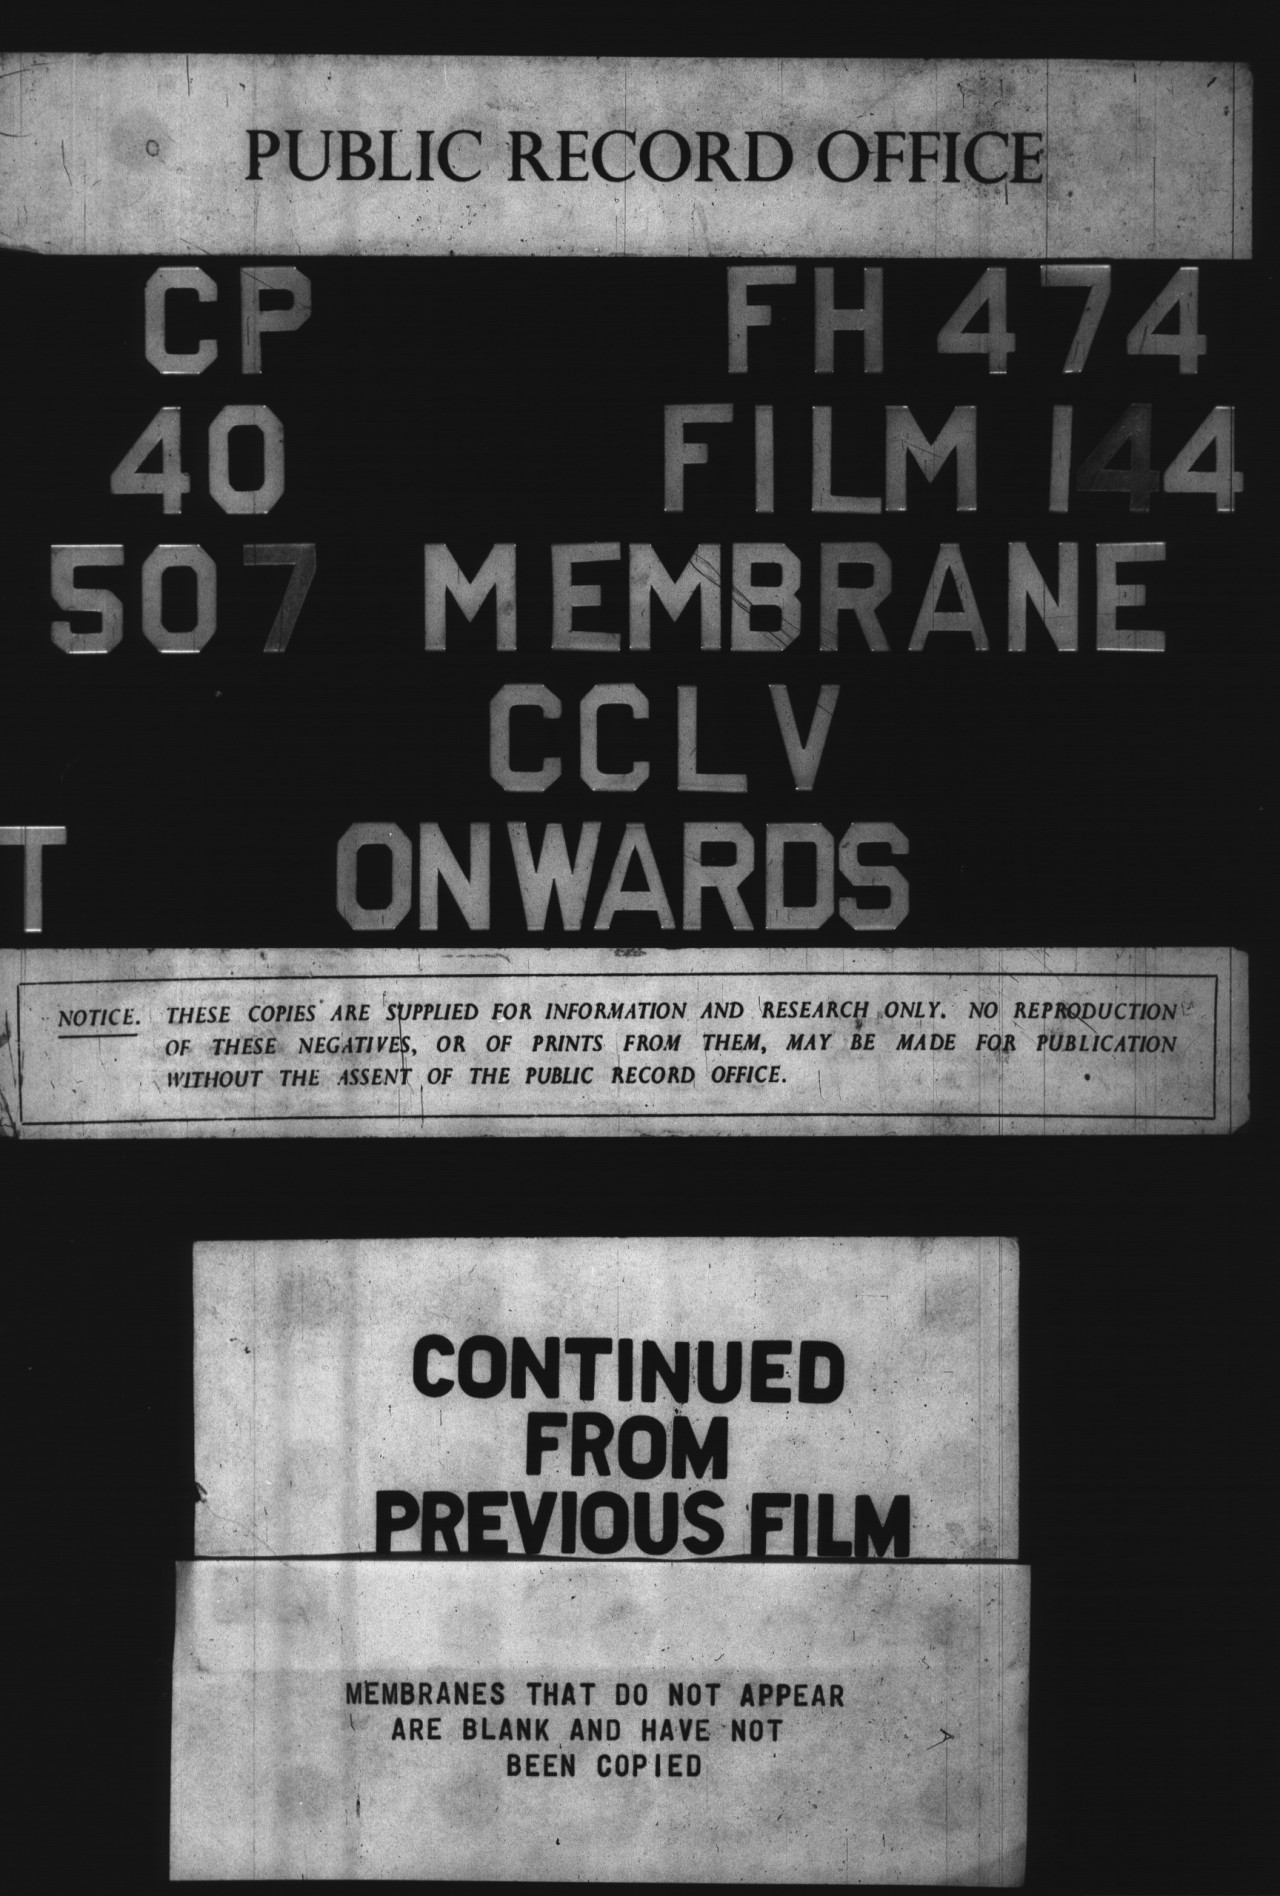 PUBLIC RECORD OFFICE
CP FH 474
40 FILM 144
507 MEMBRANE
CCLV
T ONWARDS
NOTICE. THESE COPIES ARE SUPPLIED FOR INFORMATION AND RESEARCH ONLY. NO REPRODUCTION
OF THESE NEGATIVES, OR OF PRINTS FROM THEM, MAY BE MADE FOR PUBLICATION
WITHOUT THE ASSENT OF THE PUBLIC RECORD OFFICE.
CONTINUED
FROM
PREVIOUS FILM
MEMBRANES THAT DO NOT APPEAR
ARE BLANK AND HAVE NOT
BEEN COPIED